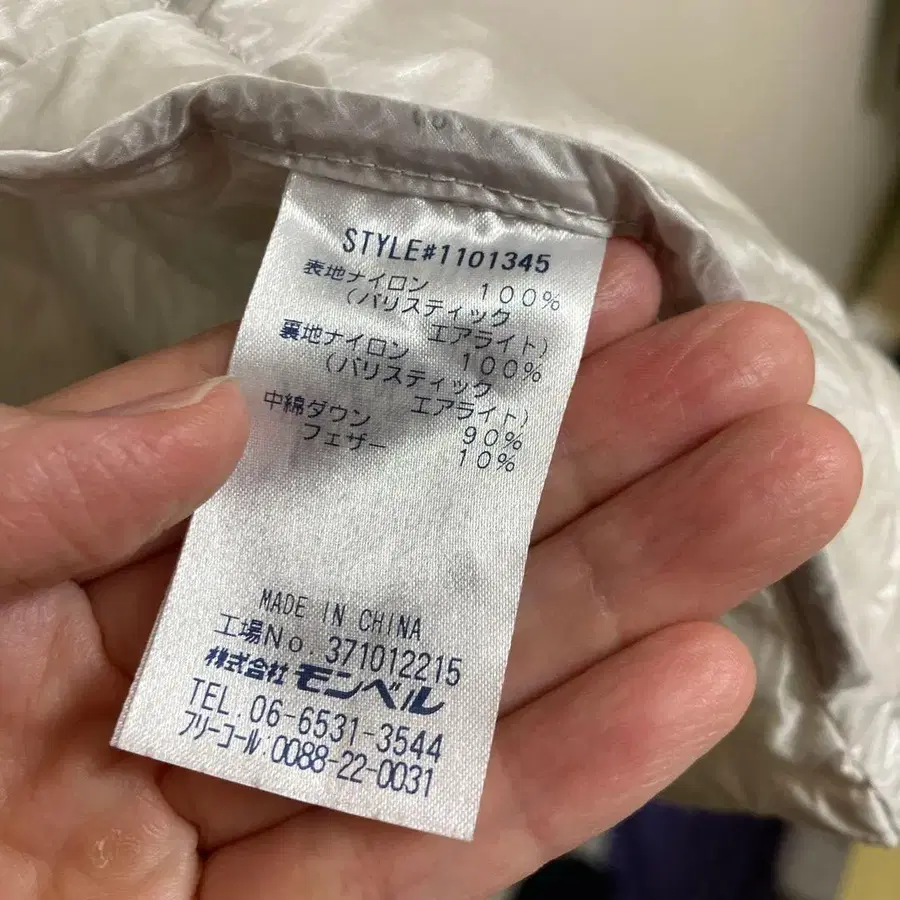 STYLE#1101345
表地ナイロン 100%
(バリスティック
エアライト)
裏地ナイロン 100%
(バリスティック
エアライト)
中綿ダウン 90%
フェザー 10%
MADE IN CHINA
工場No. 371012215
株式会社 モンベル
TEL. 06-6531-3544
フリーコール 0088-22-0031